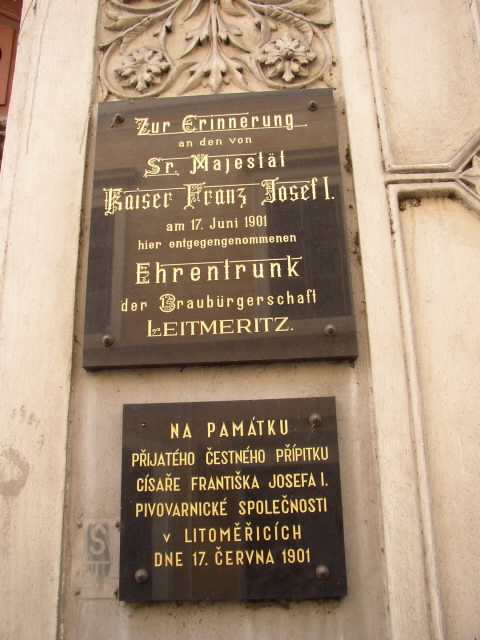 Zur Erinnerung
an den von
Sr. Majestät
Kaiser Franz Josef I.
am 17. Juni 1901
hier entgegengenommenen
Ehrentrunk
der Braubürgerschaft
LEITMERITZ.
NA PAMÁTKU
PŘIJATÉHO ČESTNÉHO PŘÍPITKU
CÍSAŘE FRANTIŠKA JOSEFA I.
PIVOVARNICKÉ SPOLEČNOSTI
V LITOMĚŘICÍCH
DNE 17. ČERVNA 1901
S